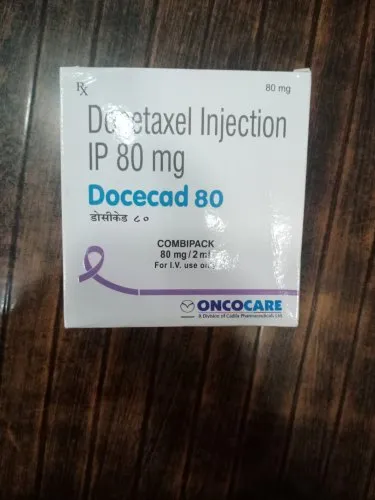 Rx
80 mg
Docetaxel Injection
IP 80 mg
Docecad 80
डोसीकेड ८०
COMBIPACK
80 mg/2 ml
For I.V. use only
ONCOCARE
A Division of Cadila Pharmaceuticals Ltd.